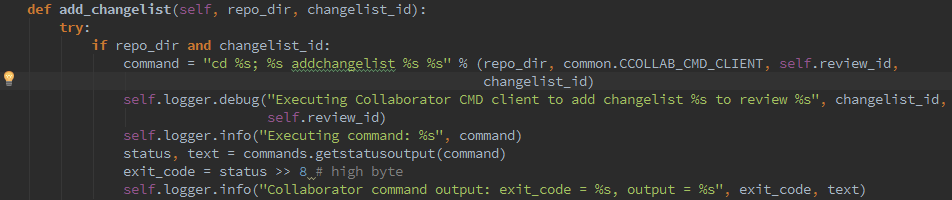 def add_changelist(self, repo_dir, changelist_id):
try:
if repo_dir and changelist_id:
command = "cd %s; %s addchangelist %s %s" % (repo_dir, common.CCOLLAB_CMD_CLIENT, self.review_id,
changelist_id)
self.logger.debug("Executing Collaborator CMD client to add changelist %s to review %s", changelist_id,
self.review_id)
self.logger.info("Executing command: %s", command)
status, text = commands.getstatusoutput(command)
exit_code = status >> 8 # high byte
self.logger.info("Collaborator command output: exit_code = %s, output = %s", exit_code, text)